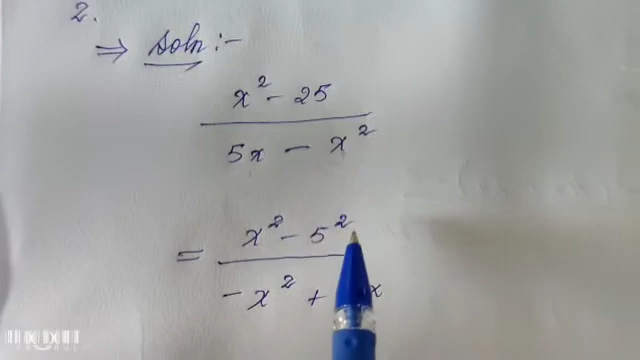 2.
⇒ Soln :-
x² - 25
5x - x²
= x² - 5²
- x² + x